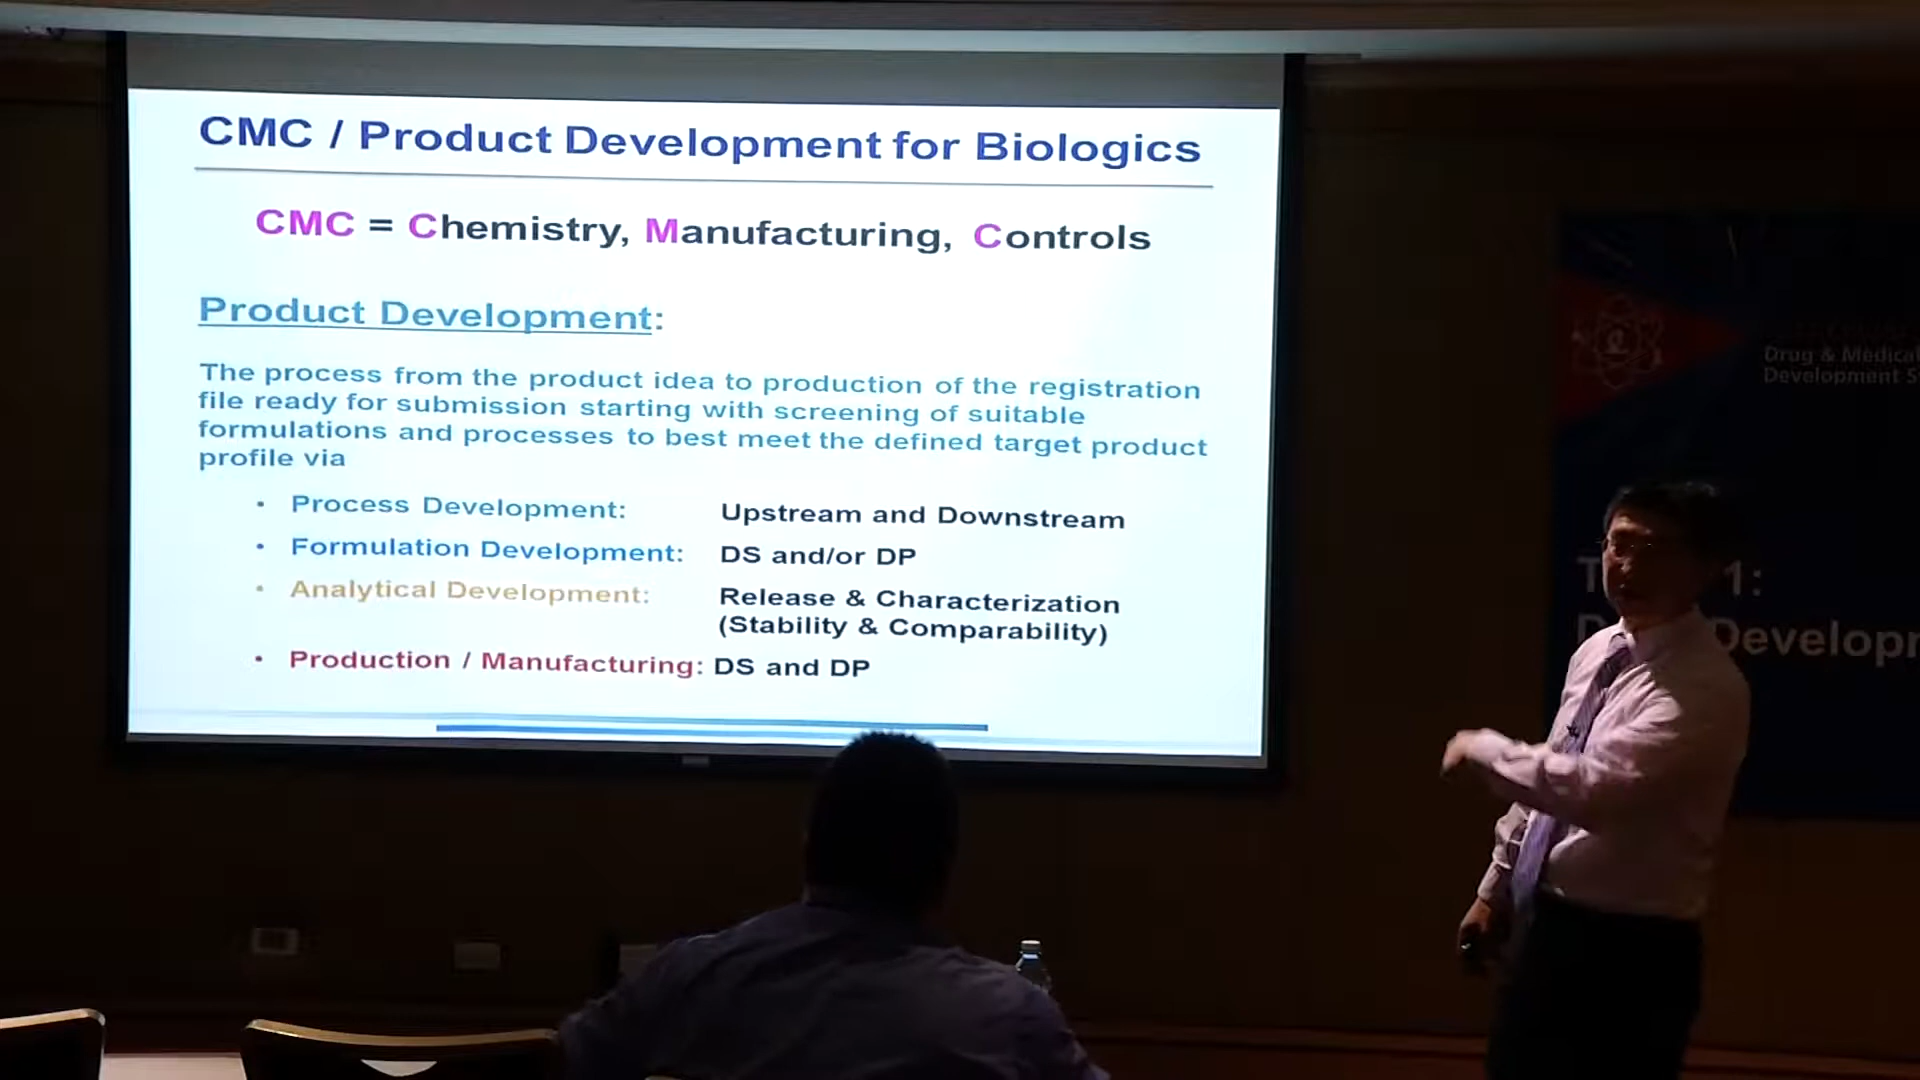 CMC / Product Development for Biologics
CMC = Chemistry, Manufacturing, Controls
Product Development:
The process from the product idea to production of the registration
file ready for submission starting with screening of suitable
formulations and processes to best meet the defined target product
profile via
• Process Development: Upstream and Downstream
• Formulation Development: DS and/or DP
• Analytical Development: Release & Characterization
(Stability & Comparability)
• Production / Manufacturing: DS and DP
Drug & Medical
Development
1:
Develop